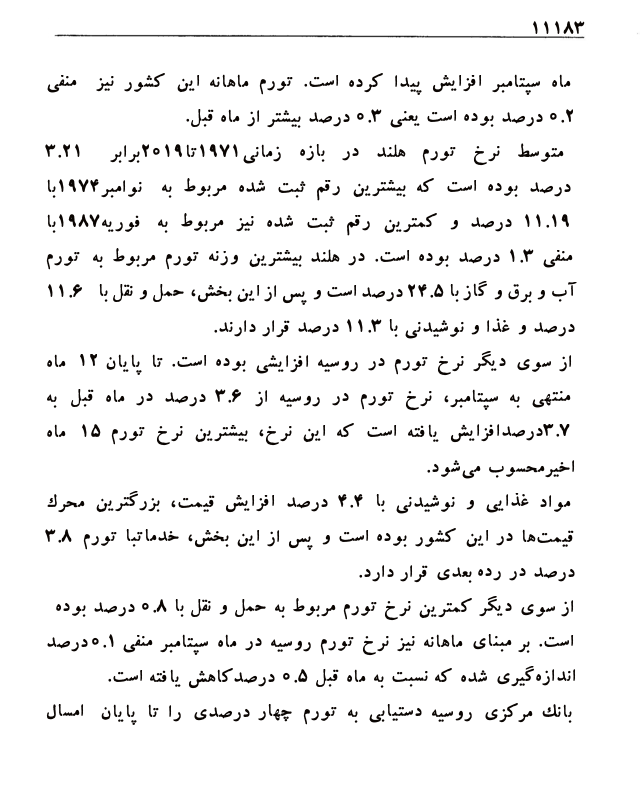 ۱۱۱۸۳
ماه سپتامبر افزایش پیدا کرده است. تورم ماهانه این کشور نیز منفی
۰.۲ درصد بوده است یعنی ۰.۳ درصد بیشتر از ماه قبل.
متوسط نرخ تورم هلند در بازه زمانی۱۹۷۱تا۲۰۱۹برابر ۳.۲۱
درصد بوده است که بیشترین رقم ثبت شده مربوط به نوامبر۱۹۷۴با
۱۱.۱۹ درصد و کمترین رقم ثبت شده نیز مربوط به فوریه۱۹۸۷با
منفی ۱.۳ درصد بوده است. در هلند بیشترین وزنه تورم مربوط به تورم
آب و برق و گاز با ۲۴.۵ درصد است و پس از این بخش، حمل و نقل با ۱۱.۶
درصد و غذا و نوشیدنی با ۱۱.۳ درصد قرار دارند.
از سوی دیگر نرخ تورم در روسیه افزایشی بوده است. تا پایان ۱۲ ماه
منتهی به سپتامبر، نرخ تورم در روسیه از ۳.۶ درصد در ماه قبل به
۳.۷درصدافزایش یافته است که این نرخ، بیشترین نرخ تورم ۱۵ ماه
اخیرمحسوب می‌شود.
مواد غذایی و نوشیدنی با ۴.۴ درصد افزایش قیمت، بزرگترین محرک
قیمت‌ها در این کشور بوده است و پس از این بخش، خدماتبا تورم ۳.۸
درصد در رده بعدی قرار دارد.
از سوی دیگر کمترین نرخ تورم مربوط به حمل و نقل با ۰.۸ درصد بوده
است. بر مبنای ماهانه نیز نرخ تورم روسیه در ماه سپتامبر منفی ۰.۱درصد
اندازه‌گیری شده که نسبت به ماه قبل ۰.۵ درصدکاهش یافته است.
بانک مرکزی روسیه دستیابی به تورم چهار درصدی را تا پایان امسال